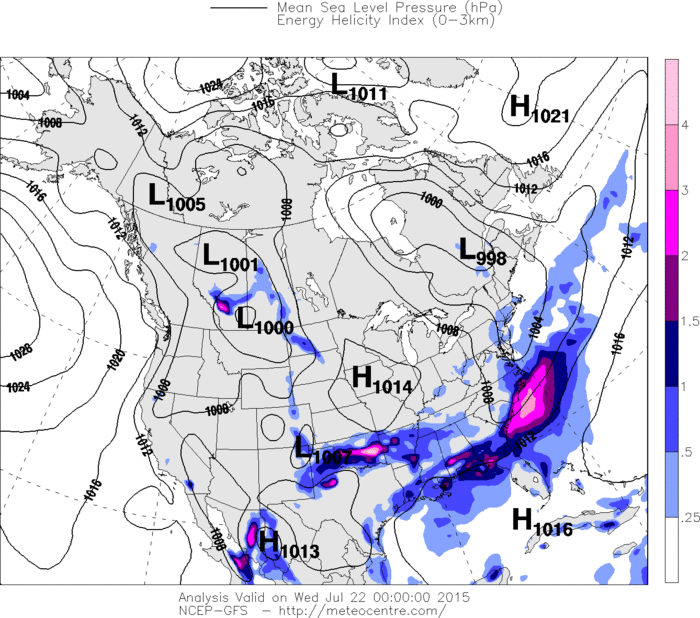 Mean Sea Level Pressure (hPa)
Energy Helicity Index (0-3km)
1004
1024
L1011
H1021
1008
1012
1016
1016
1012
1016
L1005
1008
1000
1012
L1001
L998
1012
L1000
1008
1004
1016
1028
1020
1024
H1014
1008
1008
1008
1012
1012
L1007
1016
1008
H1013
H1016
4
3
2
1.5
1
.5
.25
Analysis Valid on Wed Jul 22 00:00:00 2015
NCEP-GFS - http://meteocentre.com/